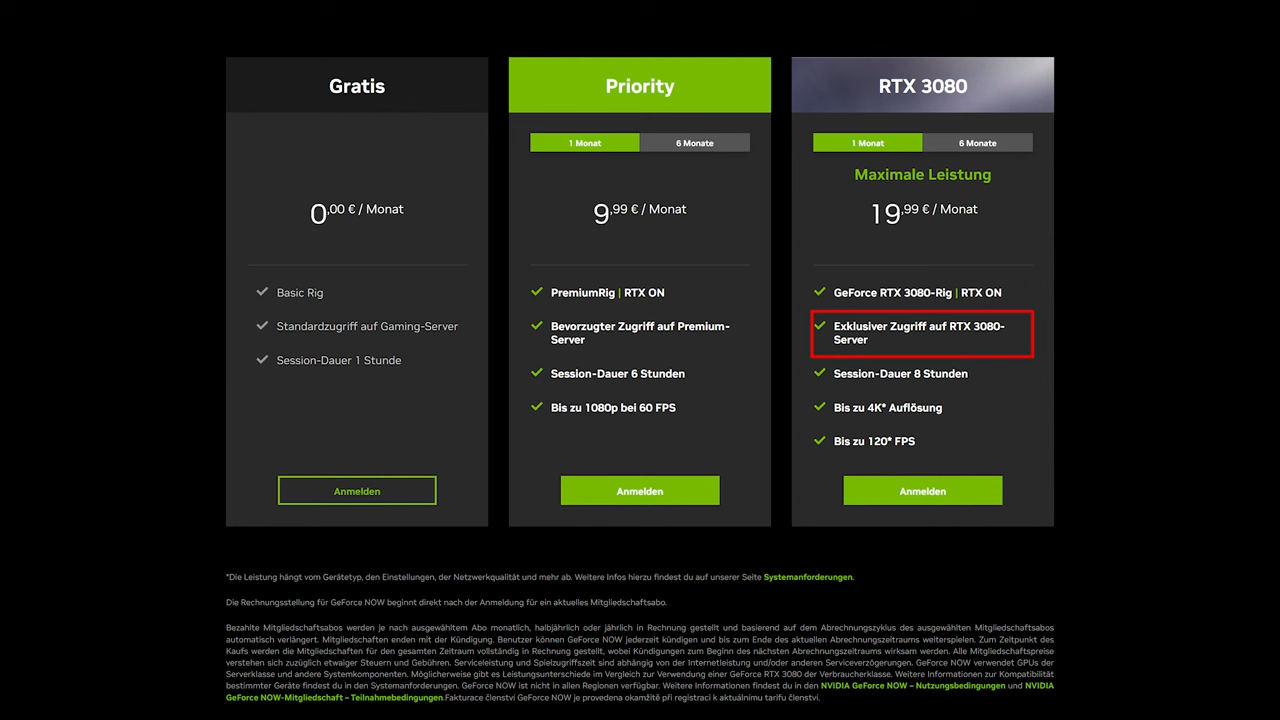 Gratis
0,00 € / Monat
Basic Rig
Standardzugriff auf Gaming-Server
Session-Dauer 1 Stunde
Anmelden
Priority
1 Monat
6 Monate
9,99 € / Monat
PremiumRig | RTX ON
Bevorzugter Zugriff auf Premium-
Server
Session-Dauer 6 Stunden
Bis zu 1080p bei 60 FPS
Anmelden
RTX 3080
1 Monat
6 Monate
Maximale Leistung
19,99 € / Monat
GeForce RTX 3080-Rig | RTX ON
Exklusiver Zugriff auf RTX 3080-
Server
Session-Dauer 8 Stunden
Bis zu 4K* Auflösung
Bis zu 120* FPS
Anmelden
*Die Leistung hängt vom Gerätetyp, den Einstellungen, der Netzwerkqualität und mehr ab. Weitere Infos hierzu findest du auf unserer Seite Systemanforderungen.
Die Rechnungsstellung für GeForce NOW beginnt direkt nach der Anmeldung für ein aktuelles Mitgliedschaftsabo.
Bezahlte Mitgliedschaftsabos werden je nach ausgewähltem Abo monatlich, halbjährlich oder jährlich in Rechnung gestellt und basierend auf dem Abrechnungszyklus des ausgewählten Mitgliedschaftsabos
automatisch verlängert. Mitgliedschaften enden mit der Kündigung. Benutzer können GeForce NOW jederzeit kündigen und bis zum Ende des aktuellen Abrechnungszeitraums weiterspielen. Zum Zeitpunkt des
Kaufs werden die Mitgliedschaften für den gesamten Zeitraum vollständig in Rechnung gestellt, wobei Kündigungen zum Beginn des nächsten Abrechnungszeitraums wirksam werden. Alle Mitgliedschaftspreise
verstehen sich zuzüglich etwaiger Steuern und Gebühren. Serviceleistung und Spielzugriffszeit sind abhängig von der Internetleistung und/oder anderen Serviceverzögerungen. GeForce NOW verwendet GPUs der
Serverklasse und andere Systemkomponenten. Möglicherweise gibt es Leistungsunterschiede im Vergleich zur Verwendung einer GeForce RTX 3080 der Verbraucherklasse. Weitere Informationen zur Kompatibilität
bestimmter Geräte findest du in den Systemanforderungen. GeForce NOW ist nicht in allen Regionen verfügbar. Weitere Informationen findest du in den NVIDIA GeForce NOW – Nutzungsbedingungen und NVIDIA
GeForce NOW-Mitgliedschaft – Teilnahmebedingungen.Fakturace členství GeForce NOW je provedena okamžitě při registraci k aktuálnímu tarifu členství.